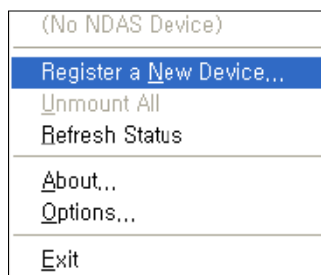 (No NDAS Device)
Register a New Device...
Unmount All
Refresh Status
About...
Options...
Exit